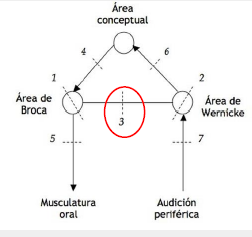 Área
conceptual
4
6
1
2
Área de
Broca
3
Área de
Wernicke
5
7
Musculatura
oral
Audición
periférica